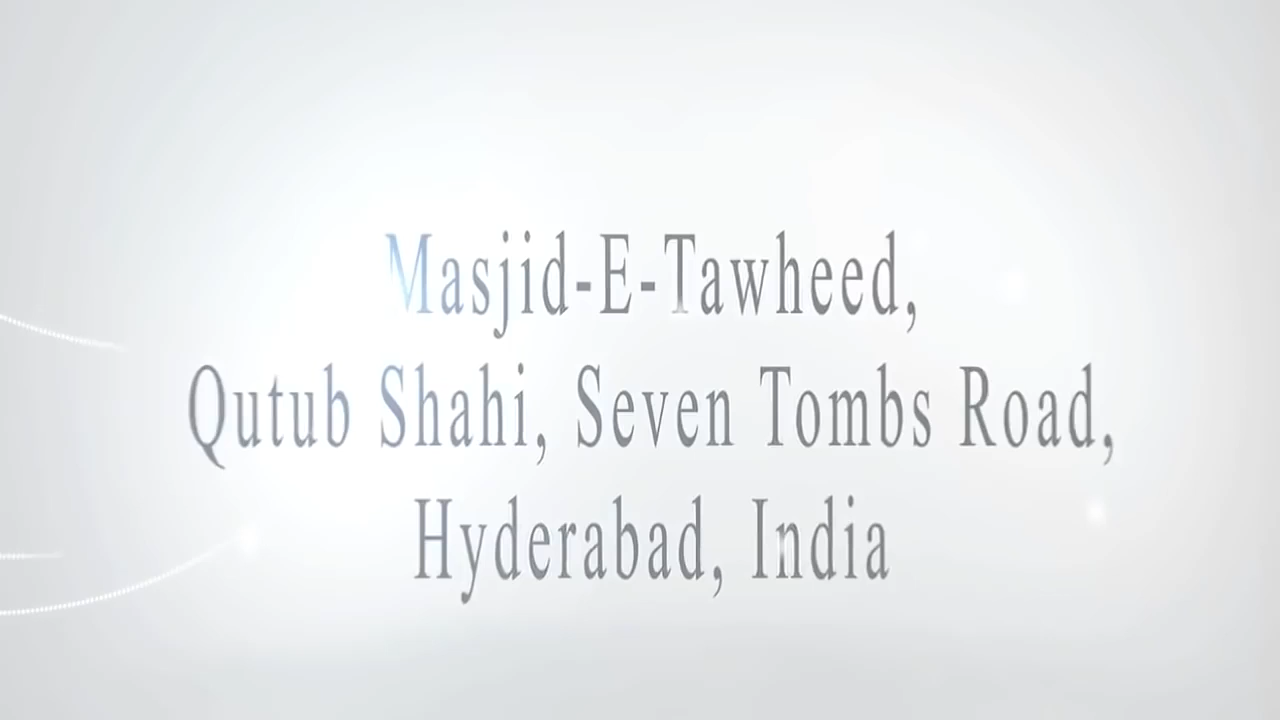 Masjid-E-Tawheed,
Qutub Shahi, Seven Tombs Road,
Hyderabad, India